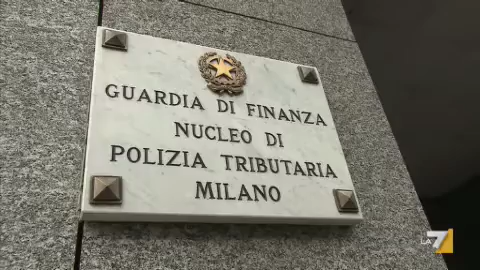 GUARDIA DI FINANZA
NUCLEO DI
POLIZIA TRIBUTARIA
MILANO
LA7